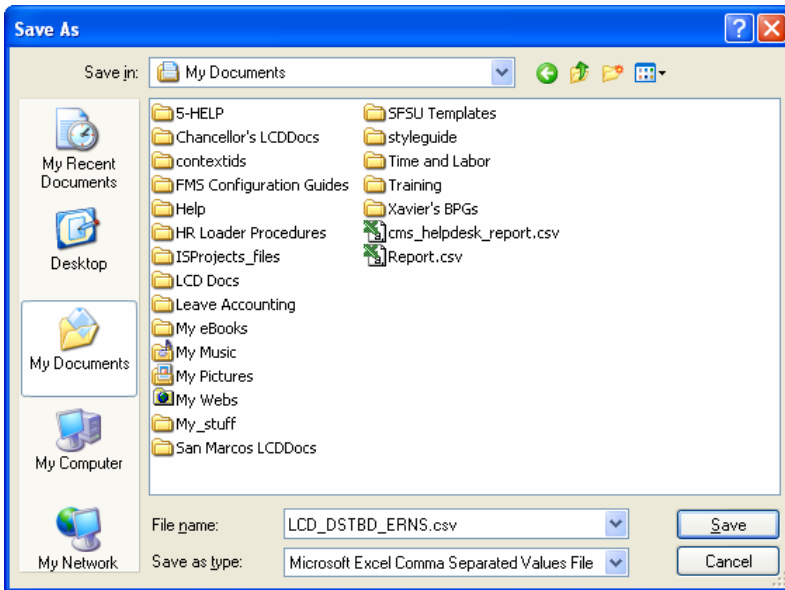 Save As
Save in: My Documents
My Recent
Documents
Desktop
My Documents
My Computer
My Network
5-HELP
Chancellor's LCDDocs
contextids
FMS Configuration Guides
Help
HR Loader Procedures
ISProjects_files
LCD Docs
Leave Accounting
My eBooks
My Music
My Pictures
My Webs
My_stuff
San Marcos LCDDocs
SFSU Templates
styleguide
Time and Labor
Training
Xavier's BPGs
cms_helpdesk_report.csv
Report.csv
File name: LCD_DSTBD_ERNS.csv Save
Save as type: Microsoft Excel Comma Separated Values File Cancel